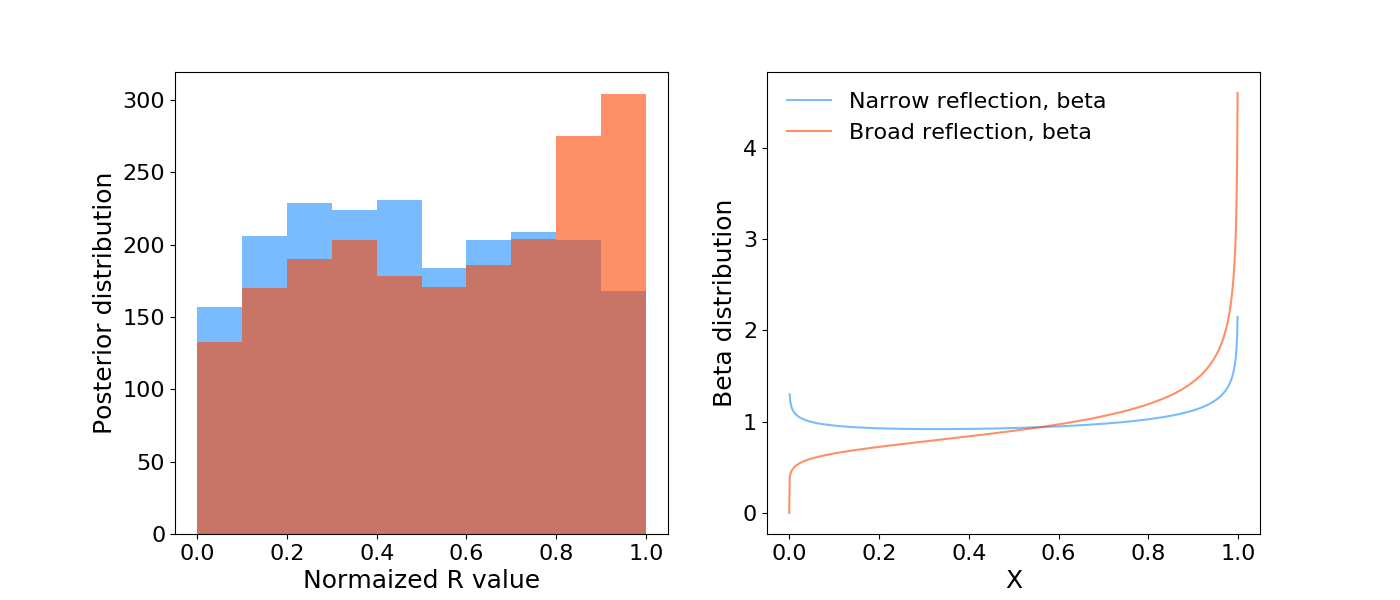 300
250
200
150
100
50
0
Posterior distribution
0.0 0.2 0.4 0.6 0.8 1.0
Normaized R value
Narrow reflection, beta
Broad reflection, beta
4
3
2
1
0
Beta distribution
0.0 0.2 0.4 0.6 0.8 1.0
X